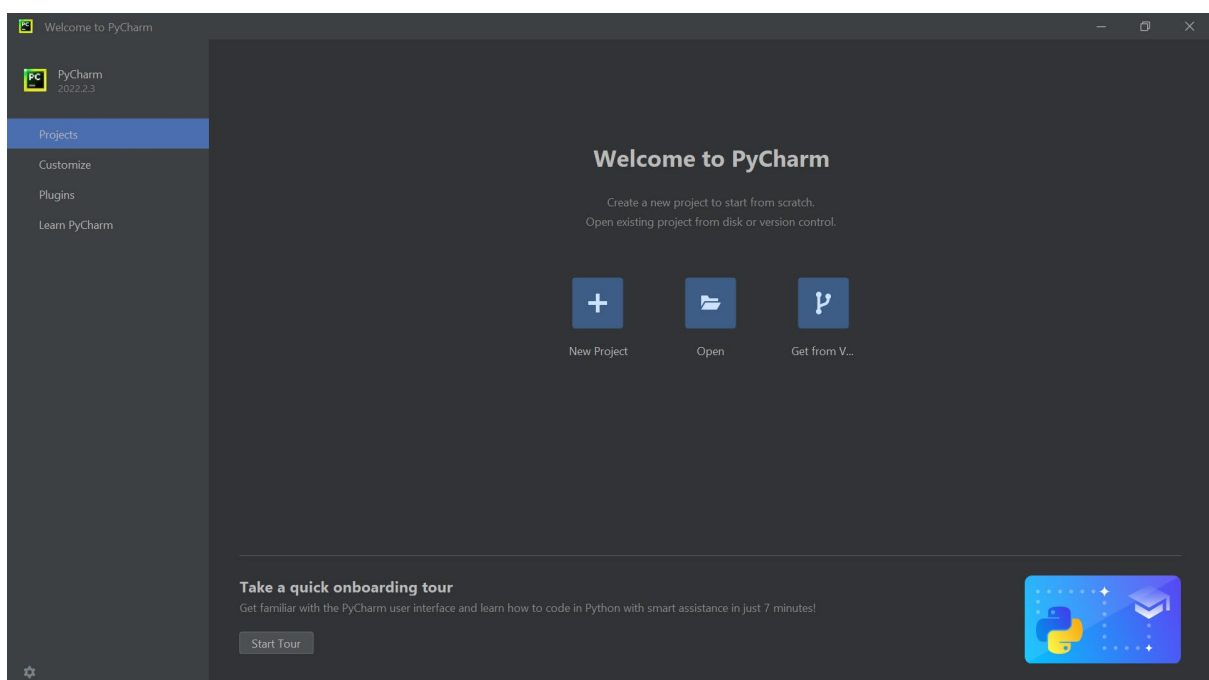 Welcome to PyCharm
PC
PyCharm
2022.2.3
Projects
Customize
Plugins
Learn PyCharm
Welcome to PyCharm
Create a new project to start from scratch.
Open existing project from disk or version control.
New Project Open Get from V...
Take a quick onboarding tour
Get familiar with the PyCharm user interface and learn how to code in Python with smart assistance in just 7 minutes!
Start Tour